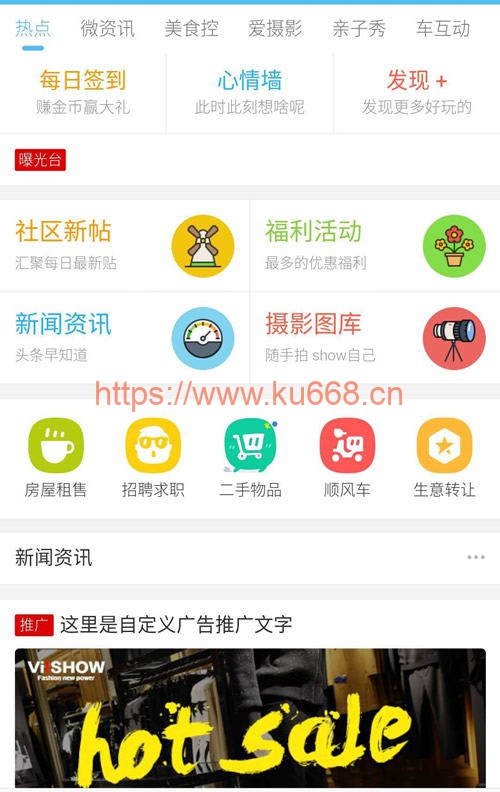 热点 微资讯 美食控 爱摄影 亲子秀 车互动
每日签到 心情墙 发现 +
赚金币赢大礼 此时此刻想啥呢 发现更多好玩的
曝光台
社区新帖 福利活动
汇聚每日最新贴 最多的优惠福利
新闻资讯 摄影图库
头条早知道 随手拍 show自己
https://www.ku668.cn
房屋租售 招聘求职 二手物品 顺风车 生意转让
新闻资讯
推广 这里是自定义广告推广文字
ViSHOW
Fashion new power
hot sale